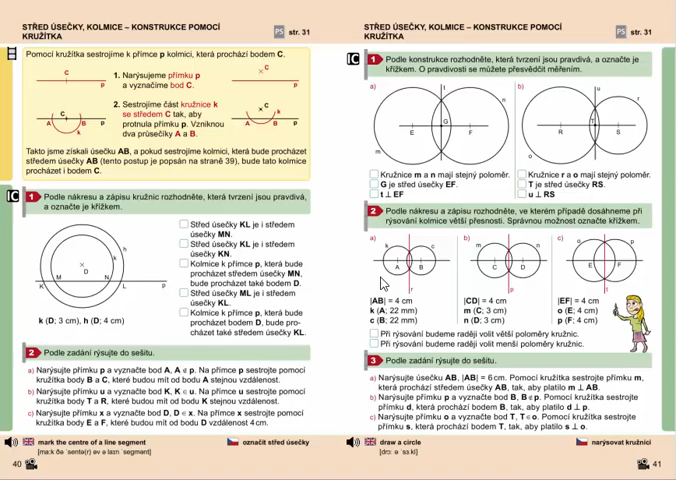 STŘED ÚSEČKY, KOLMICE – KONSTRUKCE POMOCÍ
KRUŽÍTKA
PS str. 31
Pomocí kružítka sestrojíme k přímce p kolmici, která prochází bodem C.
C
p
1. Narýsujeme přímku p
a vyznačíme bod C.
C
p
C
A B p
k
2. Sestrojíme část kružnice k
se středem C tak, aby
protnula přímku p. Vzniknou
dva průsečíky A a B.
C
k
A B p
Takto jsme získali úsečku AB, a pokud sestrojíme kolmici, která bude procházet
středem úsečky AB (tento postup je popsán na straně 39), bude tato kolmice
procházet i bodem C.
1 Podle nákresu a zápisu kružnic rozhodněte, která tvrzení jsou pravdivá,
a označte je křížkem.
h
k
D
M N
K L p
k (D; 3 cm), h (D; 4 cm)
Střed úsečky KL je i středem
úsečky MN.
Střed úsečky KL je i středem
úsečky KN.
Kolmice k přímce p, která bude
procházet středem úsečky MN,
bude procházet také bodem D.
Střed úsečky ML je i středem
úsečky KL.
Kolmice k přímce p, která bude
procházet bodem D, bude pro-
cházet také středem úsečky KL.
2 Podle zadání rýsujte do sešitu.
a) Narýsujte přímku p a vyznačte bod A, A ∈ p. Na přímce p sestrojte pomocí
kružítka body B a C, které budou mít od bodu A stejnou vzdálenost.
b) Narýsujte přímku u a vyznačte bod K, K ∈ u. Na přímce u sestrojte pomocí
kružítka body T a R, které budou mít od bodu K stejnou vzdálenost.
c) Narýsujte přímku x a vyznačte bod D, D ∈ x. Na přímce x sestrojte pomocí
kružítka body E a F, které budou mít od bodu D vzdálenost 4 cm.
mark the centre of a line segment
označit střed úsečky
[maːk ðə ˈsentə(r) əv ə laɪn ˈsegmənt]
40
STŘED ÚSEČKY, KOLMICE – KONSTRUKCE POMOCÍ
KRUŽÍTKA
PS str. 31
1 Podle konstrukce rozhodněte, která tvrzení jsou pravdivá, a označte je
křížkem. O pravdivosti se můžete přesvědčit měřením.
a)
t
n
G
E F
m
b)
u
r
T
R S
o
Kružnice m a n mají stejný poloměr.
G je střed úsečky EF.
t ⊥ EF
Kružnice r a o mají stejný poloměr.
T je střed úsečky RS.
u ⊥ RS
2 Podle nákresu a zápisu rozhodněte, ve kterém případě dosáhneme při
rýsování kolmice větší přesnosti. Správnou možnost označte křížkem.
a)
k c
A B
r
b)
m n
C D
p
c)
o p
E F
t
|AB| = 4 cm
k (A; 22 mm)
c (B; 22 mm)
|CD| = 4 cm
m (C; 3 cm)
n (D; 3 cm)
|EF| = 4 cm
o (E; 4 cm)
p (F; 4 cm)
Při rýsování budeme raději volit větší poloměry kružnic.
Při rýsování budeme raději volit menší poloměry kružnic.
3 Podle zadání rýsujte do sešitu.
a) Narýsujte úsečku AB, |AB| = 6 cm. Pomocí kružítka sestrojte přímku m,
která prochází středem úsečky AB, tak, aby platilo m ⊥ AB.
b) Narýsujte přímku p a vyznačte bod B, B ∉ p. Pomocí kružítka sestrojte
přímku d, která prochází bodem B, tak, aby platilo d ⊥ p.
c) Narýsujte přímku o a vyznačte bod T, T ∈ o. Pomocí kružítka sestrojte
přímku s, která prochází bodem T, tak, aby platilo s ⊥ o.
draw a circle
narýsovat kružnici
[drɔː ə ˈsɜːkl]
41